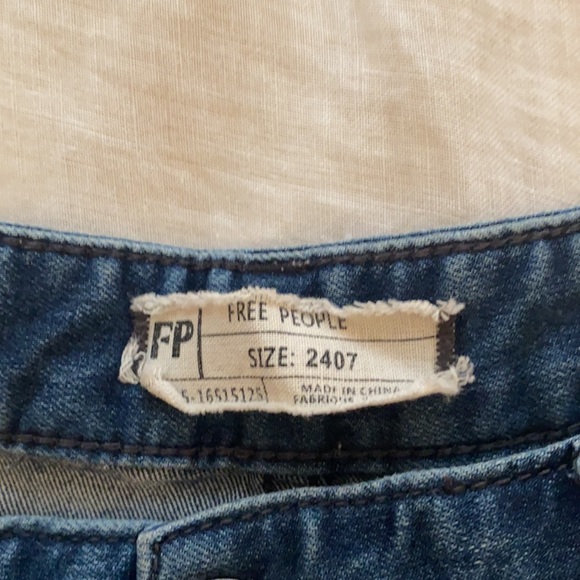 FREE PEOPLE
FP
SIZE: 2407
5-16515125
MADE IN CHINA